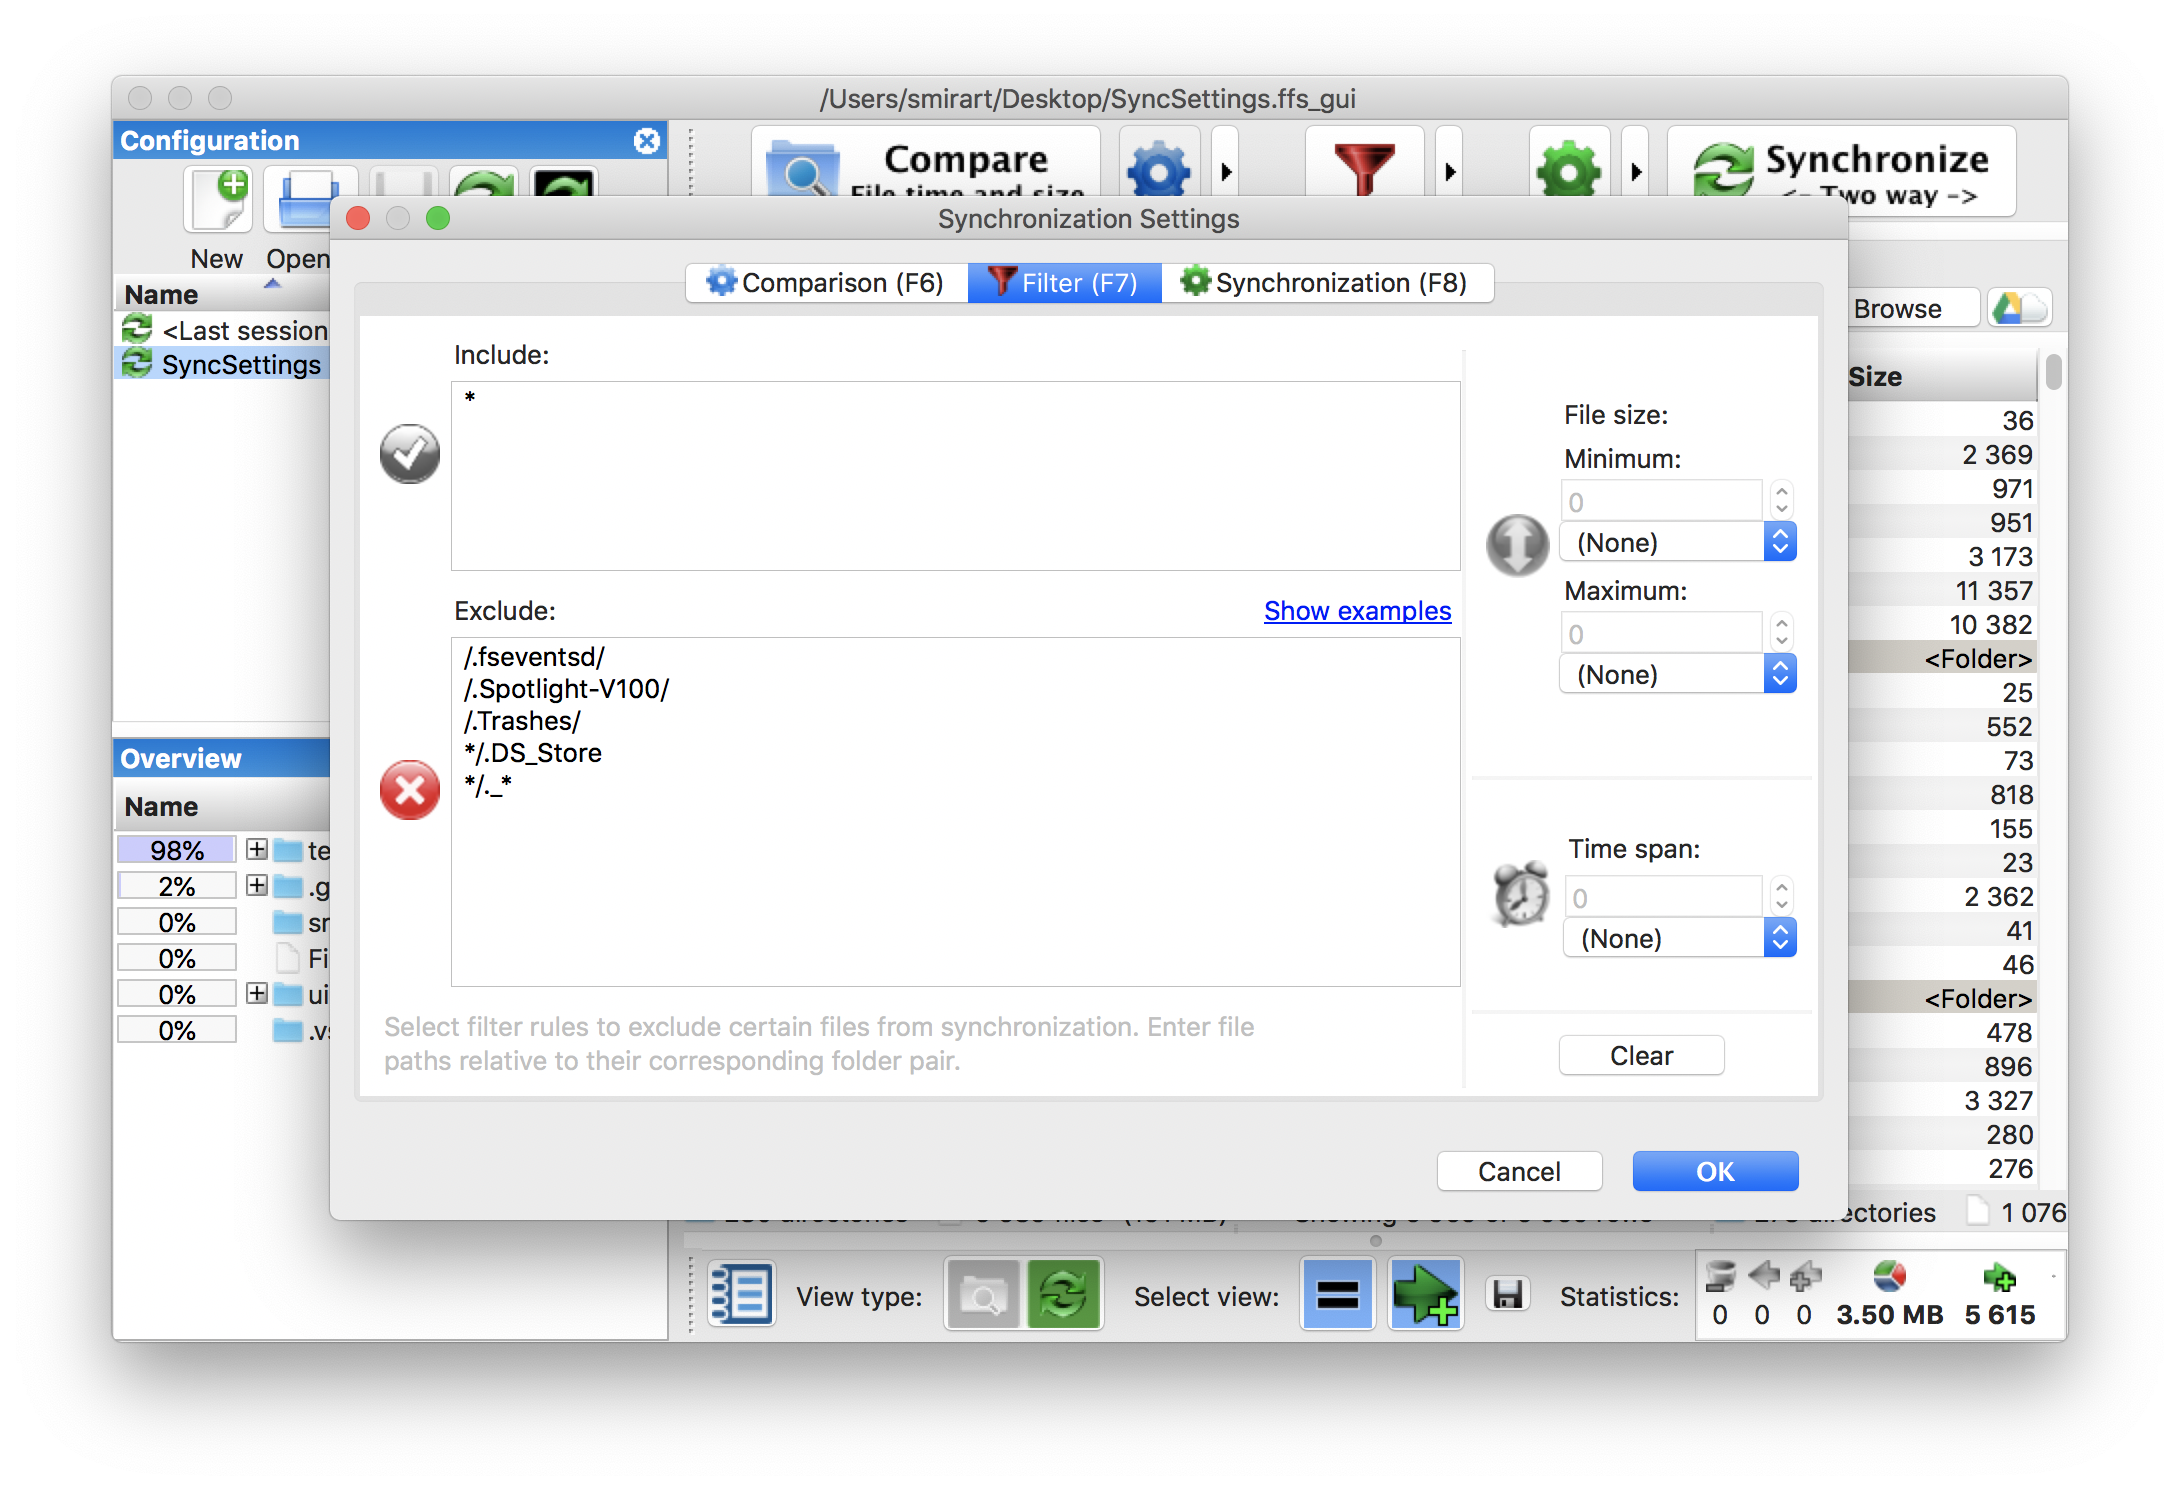 /Users/smirart/Desktop/SyncSettings.ffs_gui
Configuration
Compare
File time and size
Synchronize
<- Two way ->
New
Open
Name
<Last session
SyncSettings
Synchronization Settings
Comparison (F6)
Filter (F7)
Synchronization (F8)
Include:
*
Exclude:
Show examples
/.fseventsd/
/.Spotlight-V100/
/.Trashes/
*/.DS_Store
*/._*
Select filter rules to exclude certain files from synchronization. Enter file
paths relative to their corresponding folder pair.
File size:
Minimum:
0
(None)
Maximum:
0
(None)
Time span:
0
(None)
Clear
Cancel
OK
Browse
Size
36
2 369
971
951
3 173
11 357
10 382
<Folder>
25
552
73
818
155
23
2 362
41
46
<Folder>
478
896
3 327
280
276
Overview
Name
98% te
2% .g
0% sr
0% Fi
0% ui
0% .vs
directories
1 076
View type:
Select view:
Statistics:
0 0 0 3.50 MB 5 615